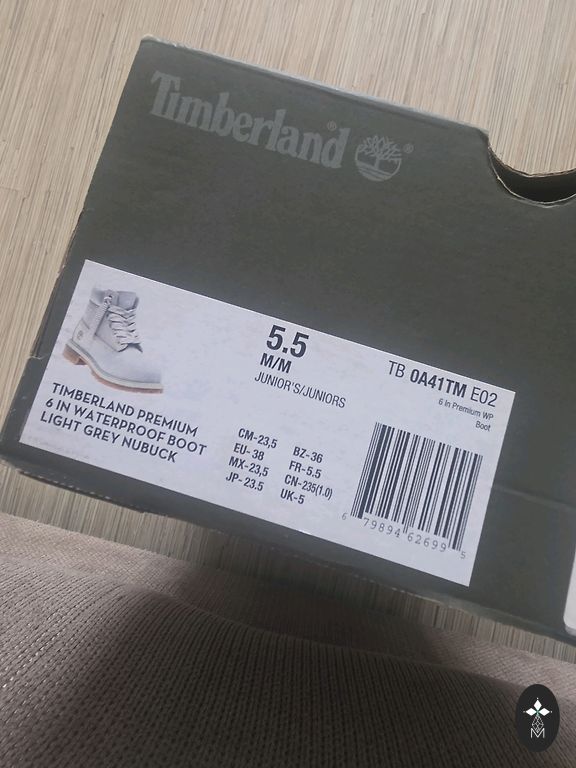 Timberland®
®
5.5
M/M
JUNIOR'S/JUNIORS
TB 0A41TM E02
6 In Premium WP
Boot
TIMBERLAND PREMIUM
6 IN WATERPROOF BOOT
LIGHT GREY NUBUCK
CM-23,5 BZ-36
EU- 38 FR-5.5
MX-23,5 CN-235(1.0)
JP-23.5 UK-5
6 79894 62699 5
M